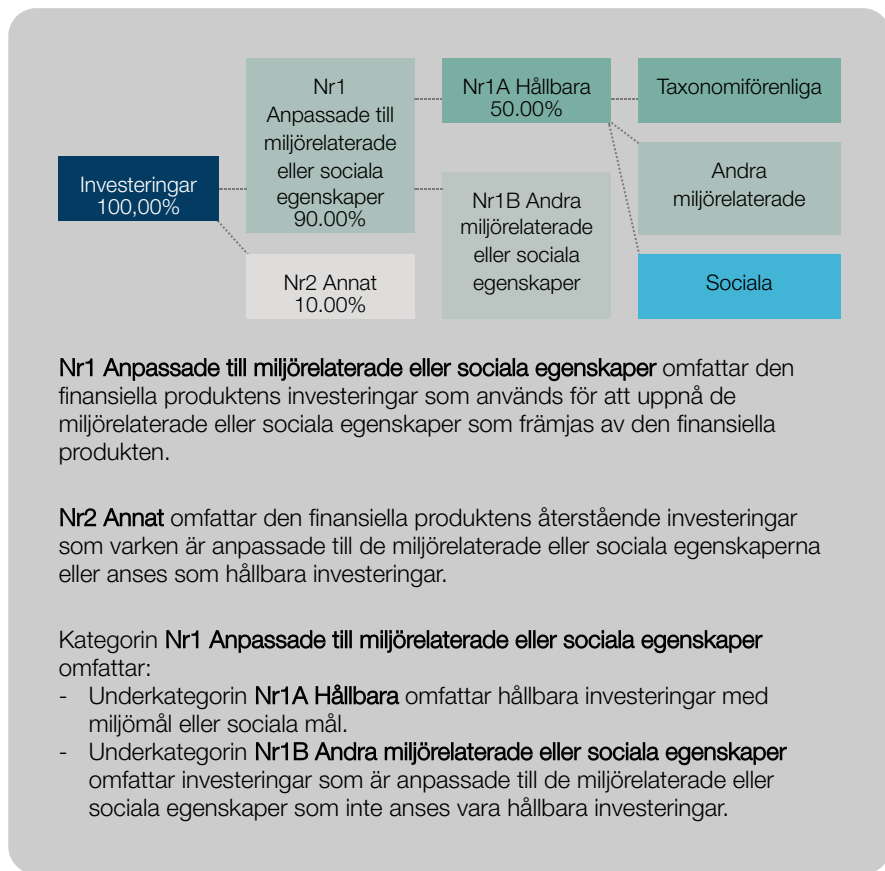 Investeringar
100,00%
Nr1
Anpassade till
miljörelaterade
eller sociala
egenskaper
90.00%
Nr2 Annat
10.00%
Nr1A Hållbara
50.00%
Nr1B Andra
miljörelaterade
eller sociala
egenskaper
Taxonomiförenliga
Andra
miljörelaterade
Sociala
Nr1 Anpassade till miljörelaterade eller sociala egenskaper omfattar den
finansiella produktens investeringar som används för att uppnå de
miljörelaterade eller sociala egenskaper som främjas av den finansiella
produkten.
Nr2 Annat omfattar den finansiella produktens återstående investeringar
som varken är anpassade till de miljörelaterade eller sociala egenskaperna
eller anses som hållbara investeringar.
Kategorin Nr1 Anpassade till miljörelaterade eller sociala egenskaper
omfattar:
- Underkategorin Nr1A Hållbara omfattar hållbara investeringar med
miljömål eller sociala mål.
- Underkategorin Nr1B Andra miljörelaterade eller sociala egenskaper
omfattar investeringar som är anpassade till de miljörelaterade eller
sociala egenskaper som inte anses vara hållbara investeringar.